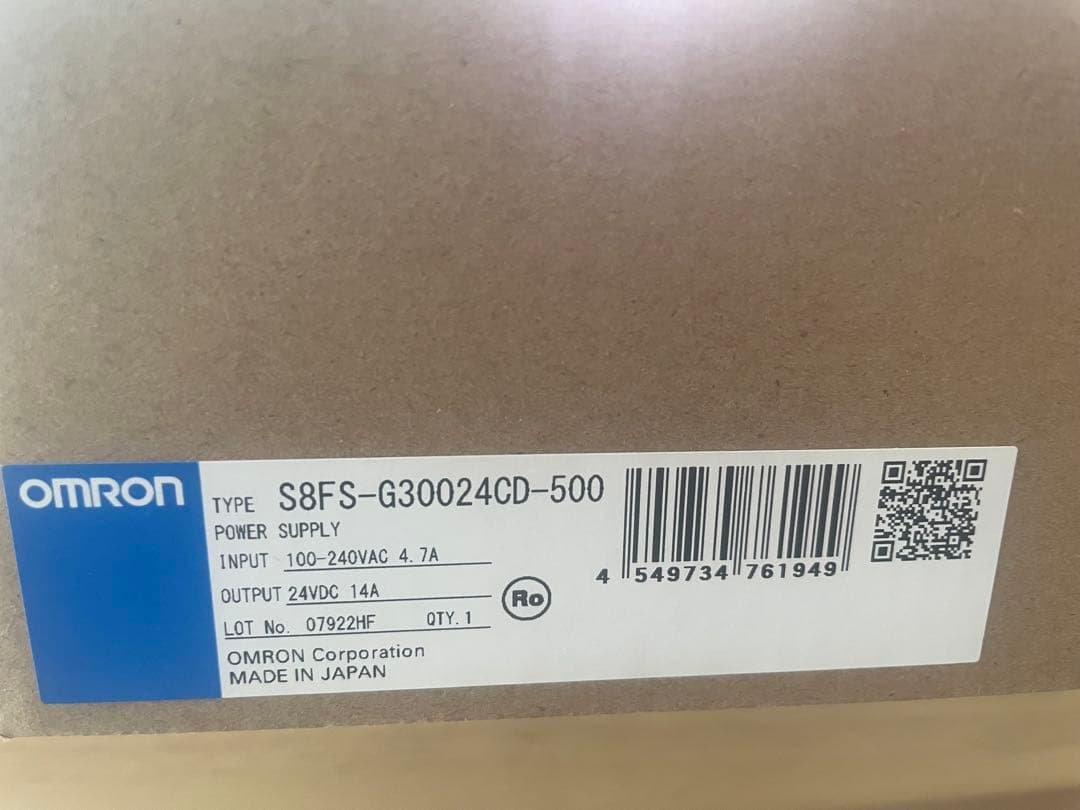 OMRON
TYPE S8FS-G30024CD-500
POWER SUPPLY
INPUT 100-240VAC 4.7A
OUTPUT 24VDC 14A
LOT No. 07922HF QTY.1
OMRON Corporation
MADE IN JAPAN
Ro
4 549734 761949